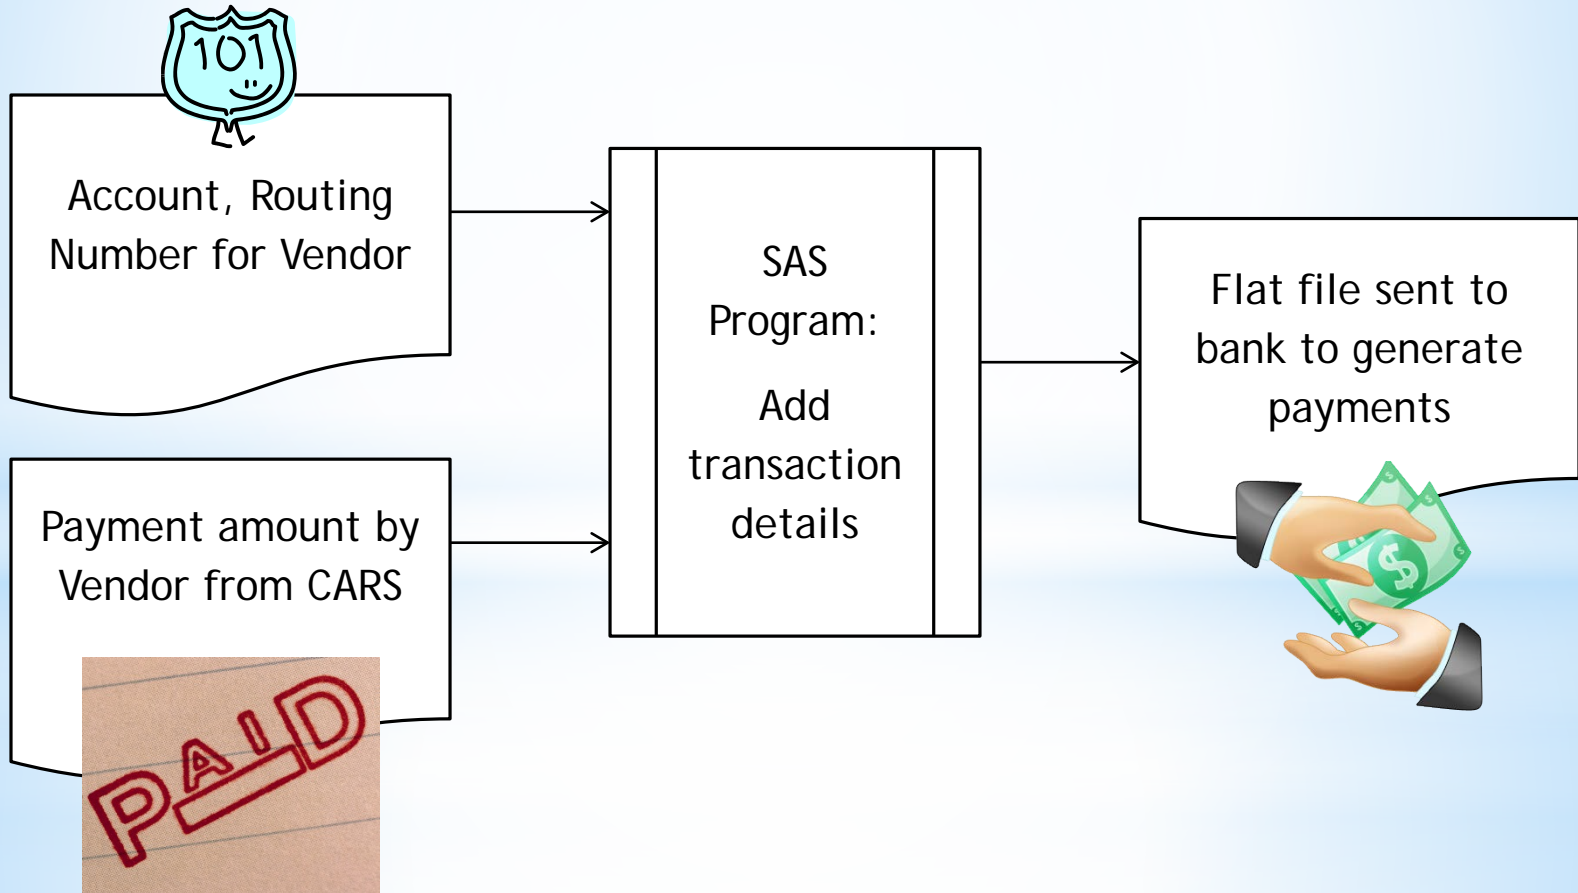 101
Account, Routing
Number for Vendor
Payment amount by
Vendor from CARS
PAID
SAS
Program:
Add
transaction
details
Flat file sent to
bank to generate
payments
$
$
$
$
$